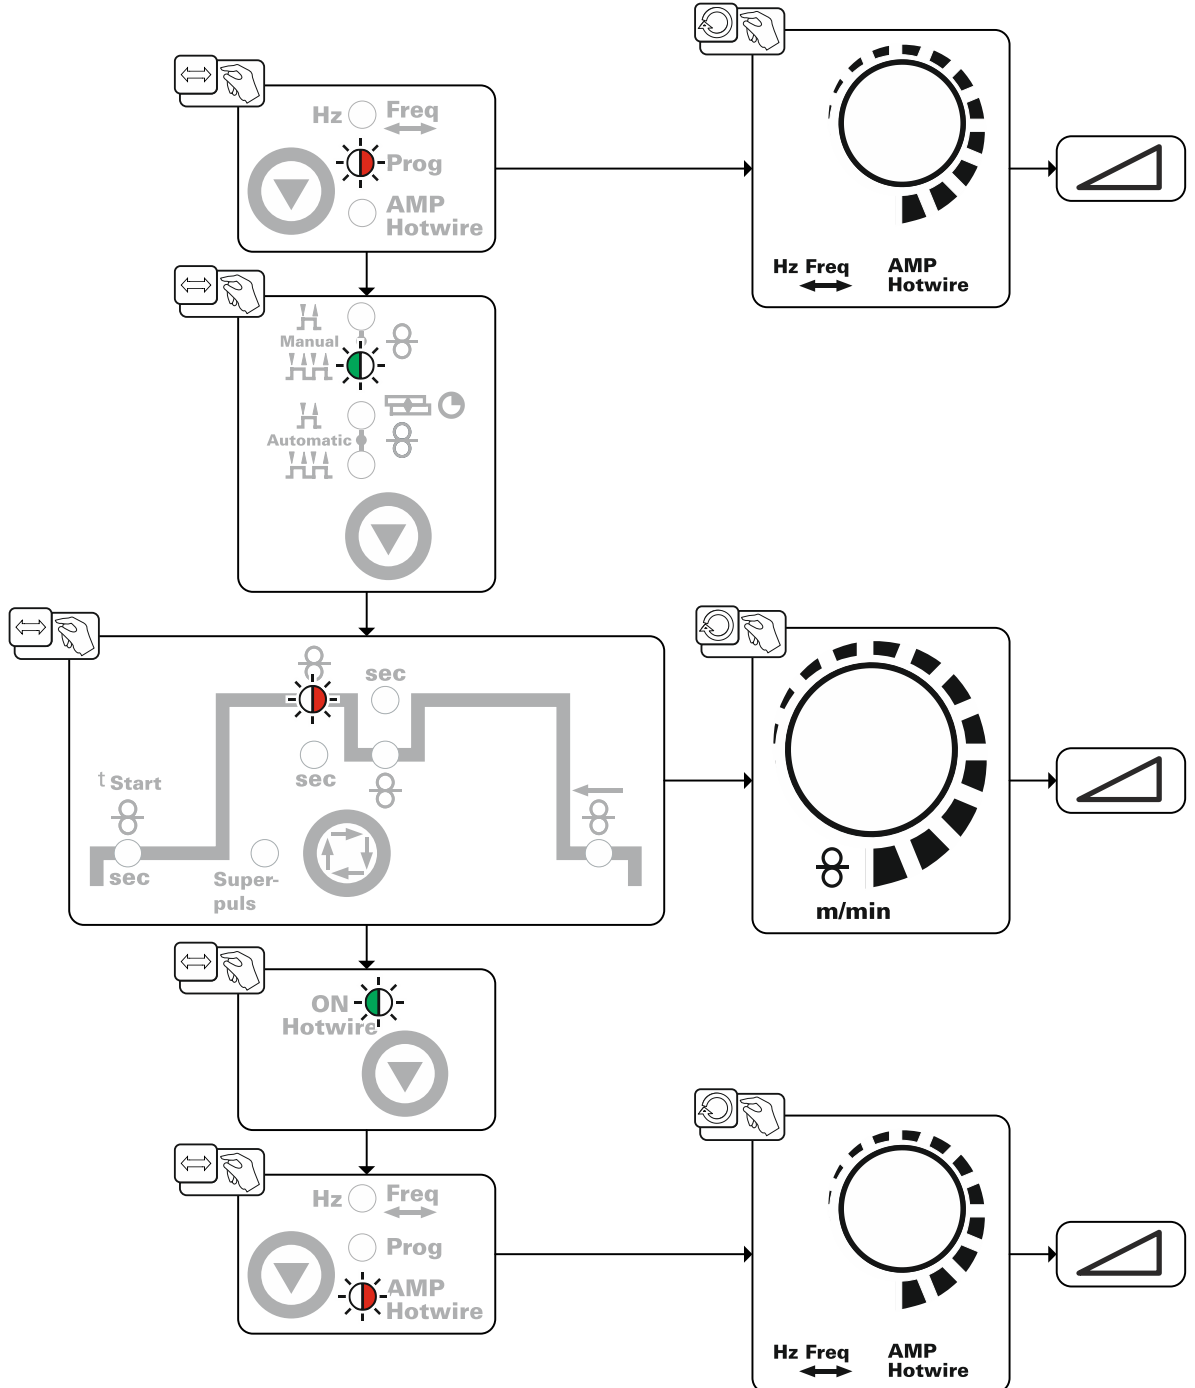 Hz Freq
Prog
AMP
Hotwire
Hz Freq AMP
Hotwire
Manual
Automatic
sec
sec
t Start
sec
Super-
puls
m/min
ON
Hotwire
Hz Freq
Prog
AMP
Hotwire
Hz Freq AMP
Hotwire